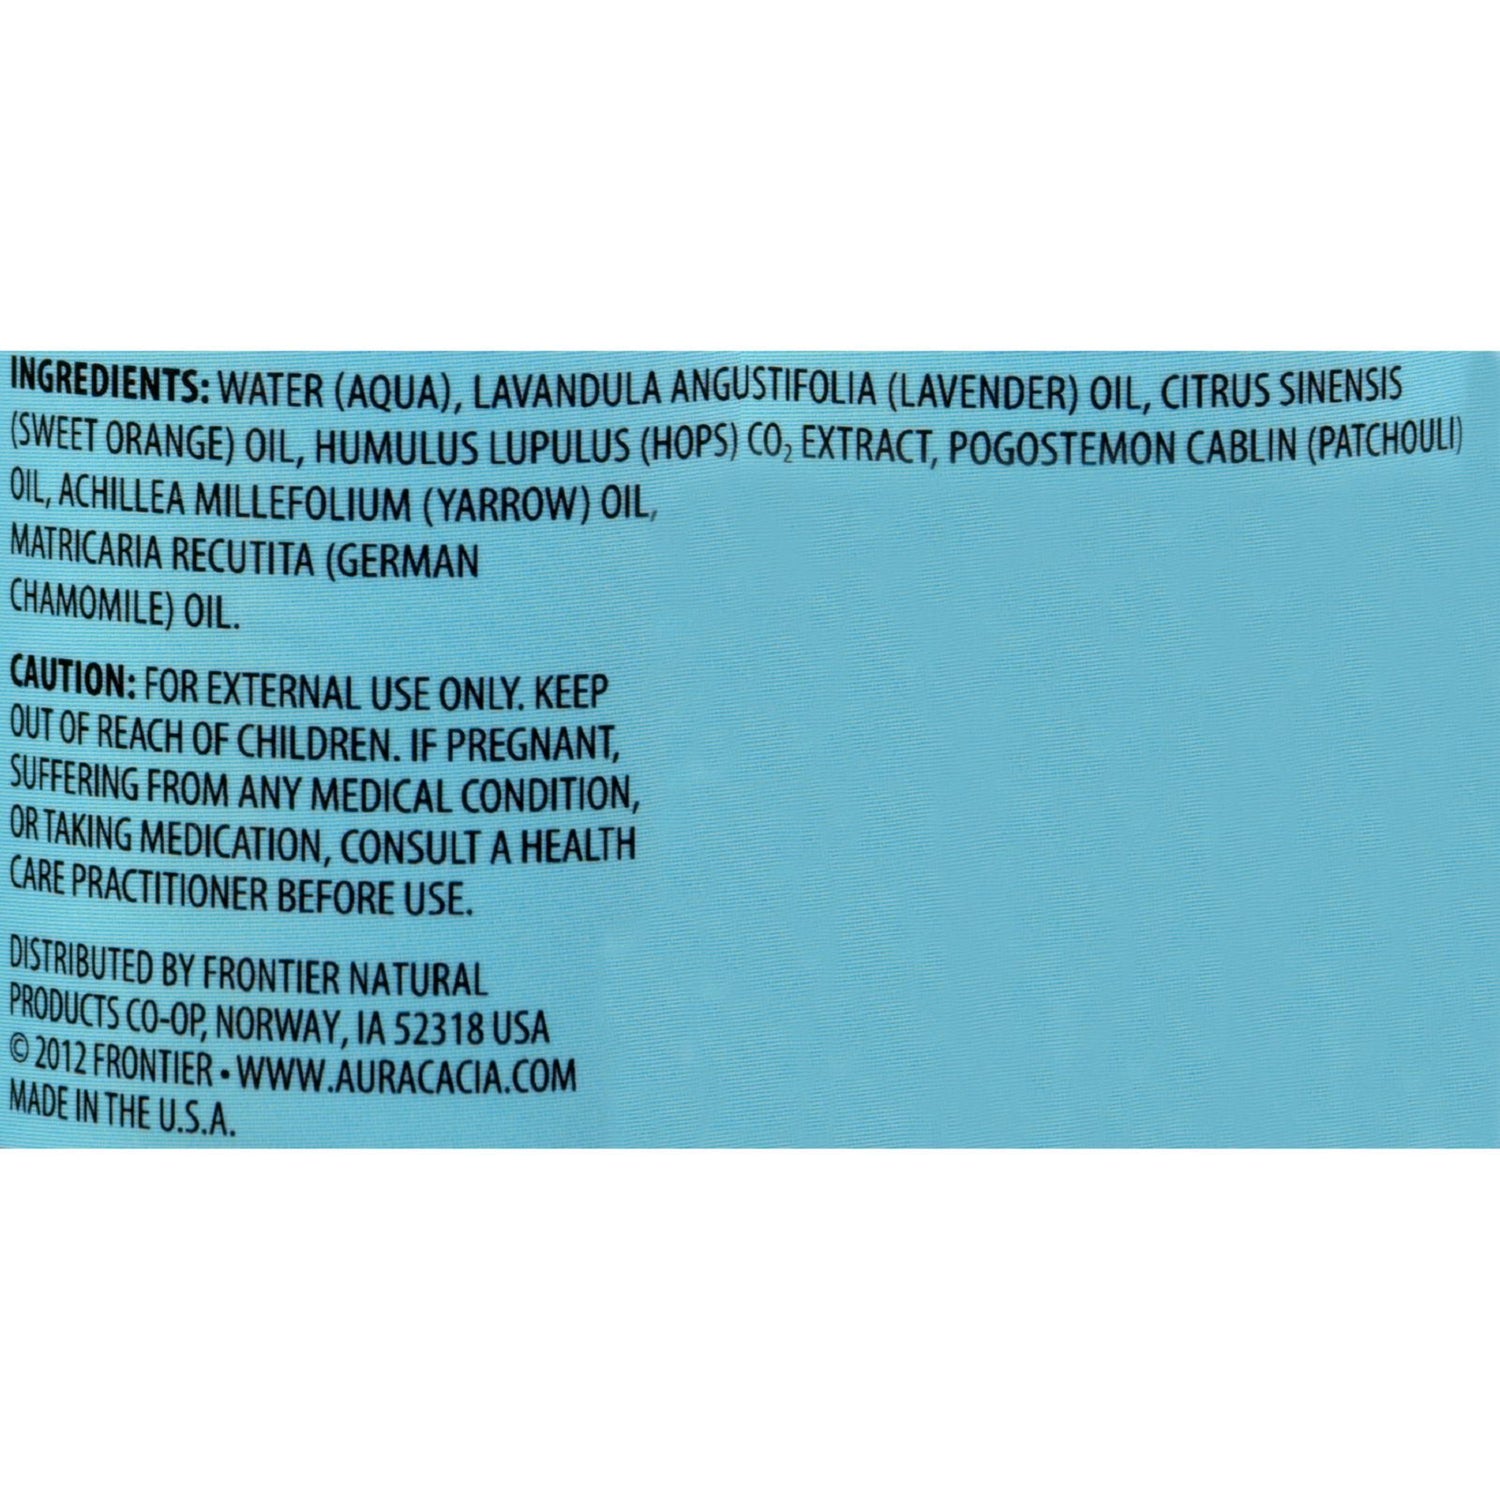 INGREDIENTS: WATER (AQUA), LAVANDULA ANGUSTIFOLIA (LAVENDER) OIL, CITRUS SINENSIS
(SWEET ORANGE) OIL, HUMULUS LUPULUS (HOPS) CO₂ EXTRACT, POGOSTEMON CABLIN (PATCHOULI)
OIL, ACHILLEA MILLEFOLIUM (YARROW) OIL,
MATRICARIA RECUTITA (GERMAN
CHAMOMILE) OIL.
CAUTION: FOR EXTERNAL USE ONLY. KEEP
OUT OF REACH OF CHILDREN. IF PREGNANT,
SUFFERING FROM ANY MEDICAL CONDITION,
OR TAKING MEDICATION, CONSULT A HEALTH
CARE PRACTITIONER BEFORE USE.
DISTRIBUTED BY FRONTIER NATURAL
PRODUCTS CO-OP, NORWAY, IA 52318 USA
© 2012 FRONTIER • WWW.AURACACIA.COM
MADE IN THE U.S.A.